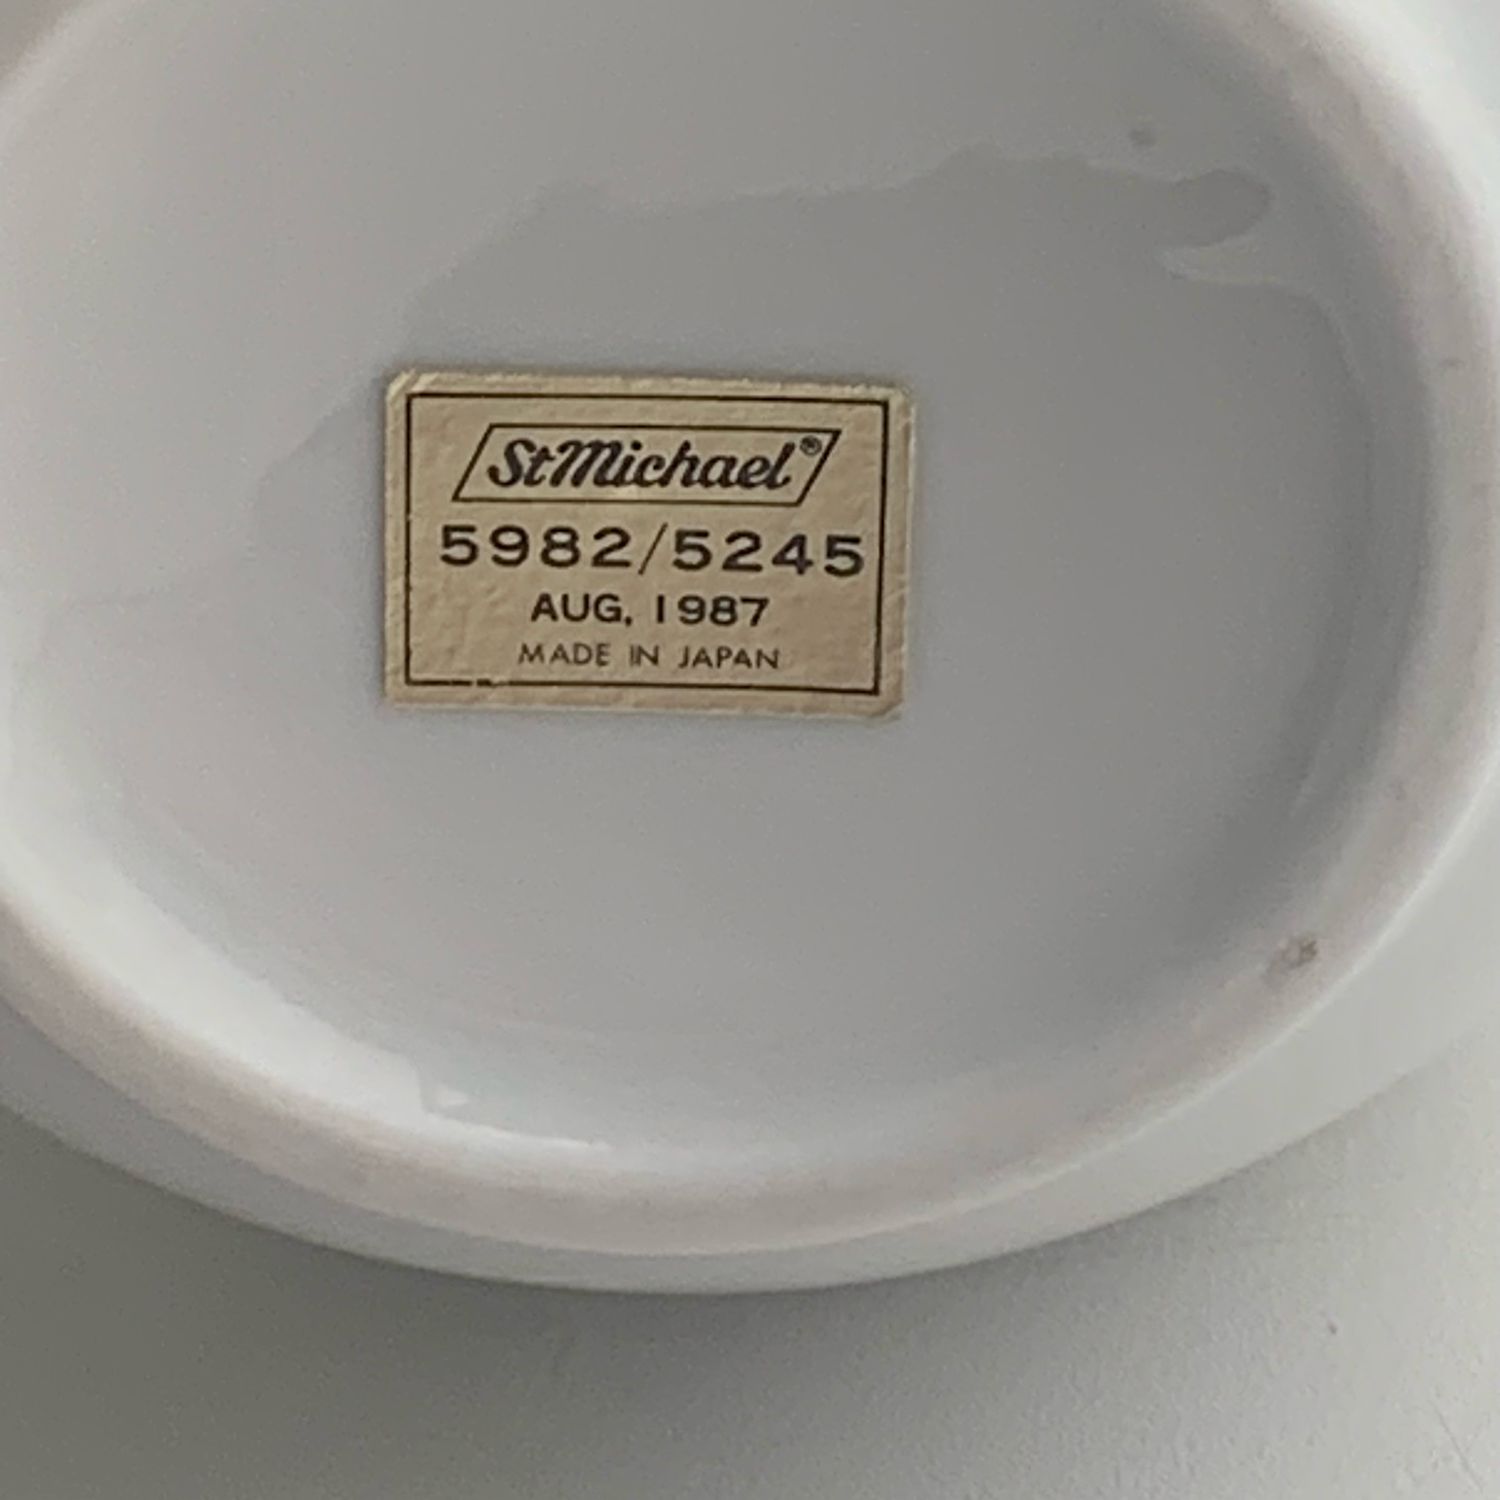 StMichael®
5982/5245
AUG, 1987
MADE IN JAPAN